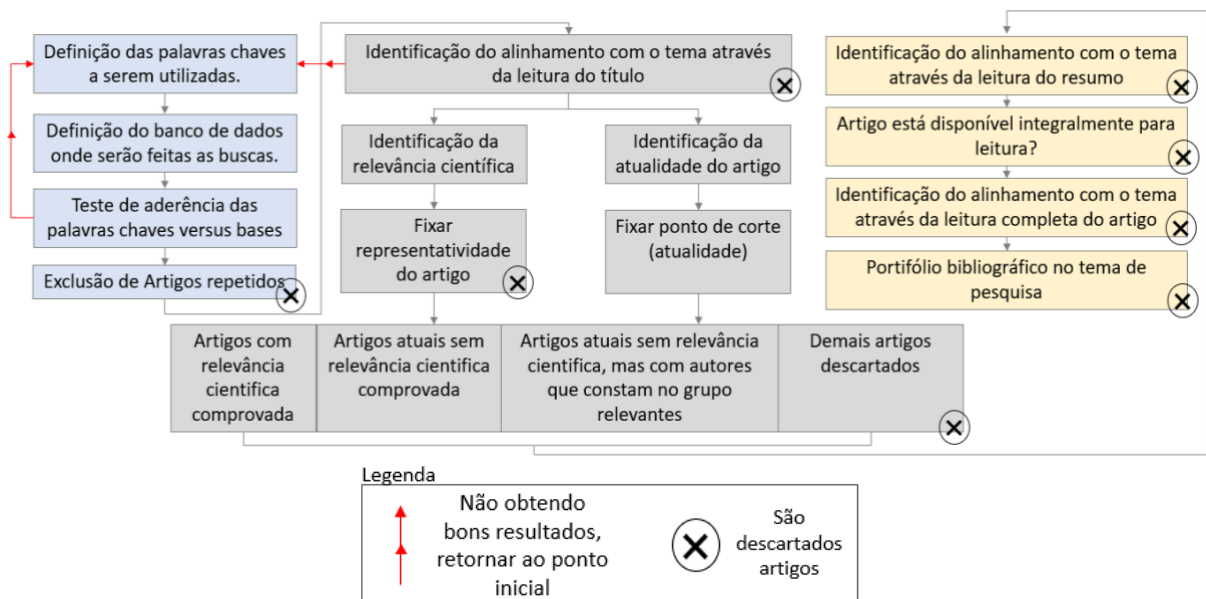 Definição das palavras chaves
a serem utilizadas.
Definição do banco de dados
onde serão feitas as buscas.
Teste de aderência das
palavras chaves versus bases
Exclusão de Artigos repetidos
Identificação do alinhamento com o tema através
da leitura do título
Identificação da
relevância científica
Fixar
representatividade
do artigo
Identificação da
atualidade do artigo
Fixar ponto de corte
(atualidade)
Artigos com
relevância
cientifica
comprovada
Artigos atuais sem
relevância cientifica
comprovada
Artigos atuais sem relevância
cientifica, mas com autores
que constam no grupo
relevantes
Demais artigos
descartados
Identificação do alinhamento com o tema
através da leitura do resumo
Artigo está disponível integralmente para
leitura?
Identificação do alinhamento com o tema
através da leitura completa do artigo
Portifólio bibliográfico no tema de
pesquisa
Legenda
Não obtendo
bons resultados,
retornar ao ponto
inicial
São
descartados
artigos